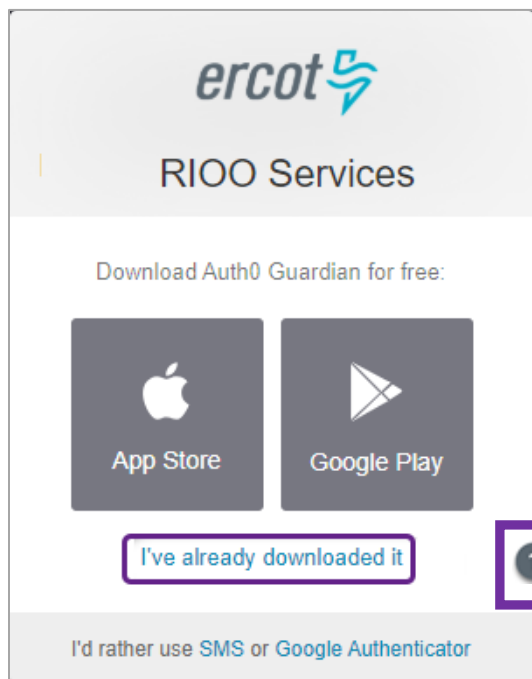 ercot
RIOO Services
Download Auth0 Guardian for free:
App Store
Google Play
I've already downloaded it
I'd rather use SMS or Google Authenticator